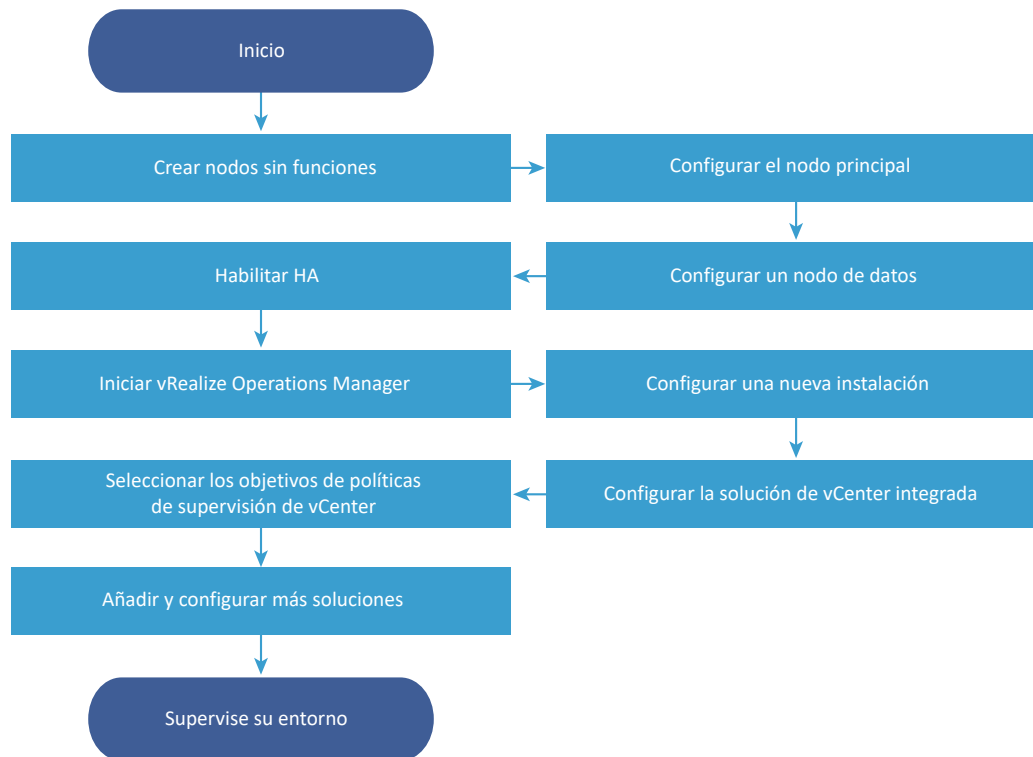 Inicio
Crear nodos sin funciones
Configurar el nodo principal
Configurar un nodo de datos
Habilitar HA
Iniciar vRealize Operations Manager
Configurar una nueva instalación
Configurar la solución de vCenter integrada
Seleccionar los objetivos de políticas
de supervisión de vCenter
Añadir y configurar más soluciones
Supervise su entorno